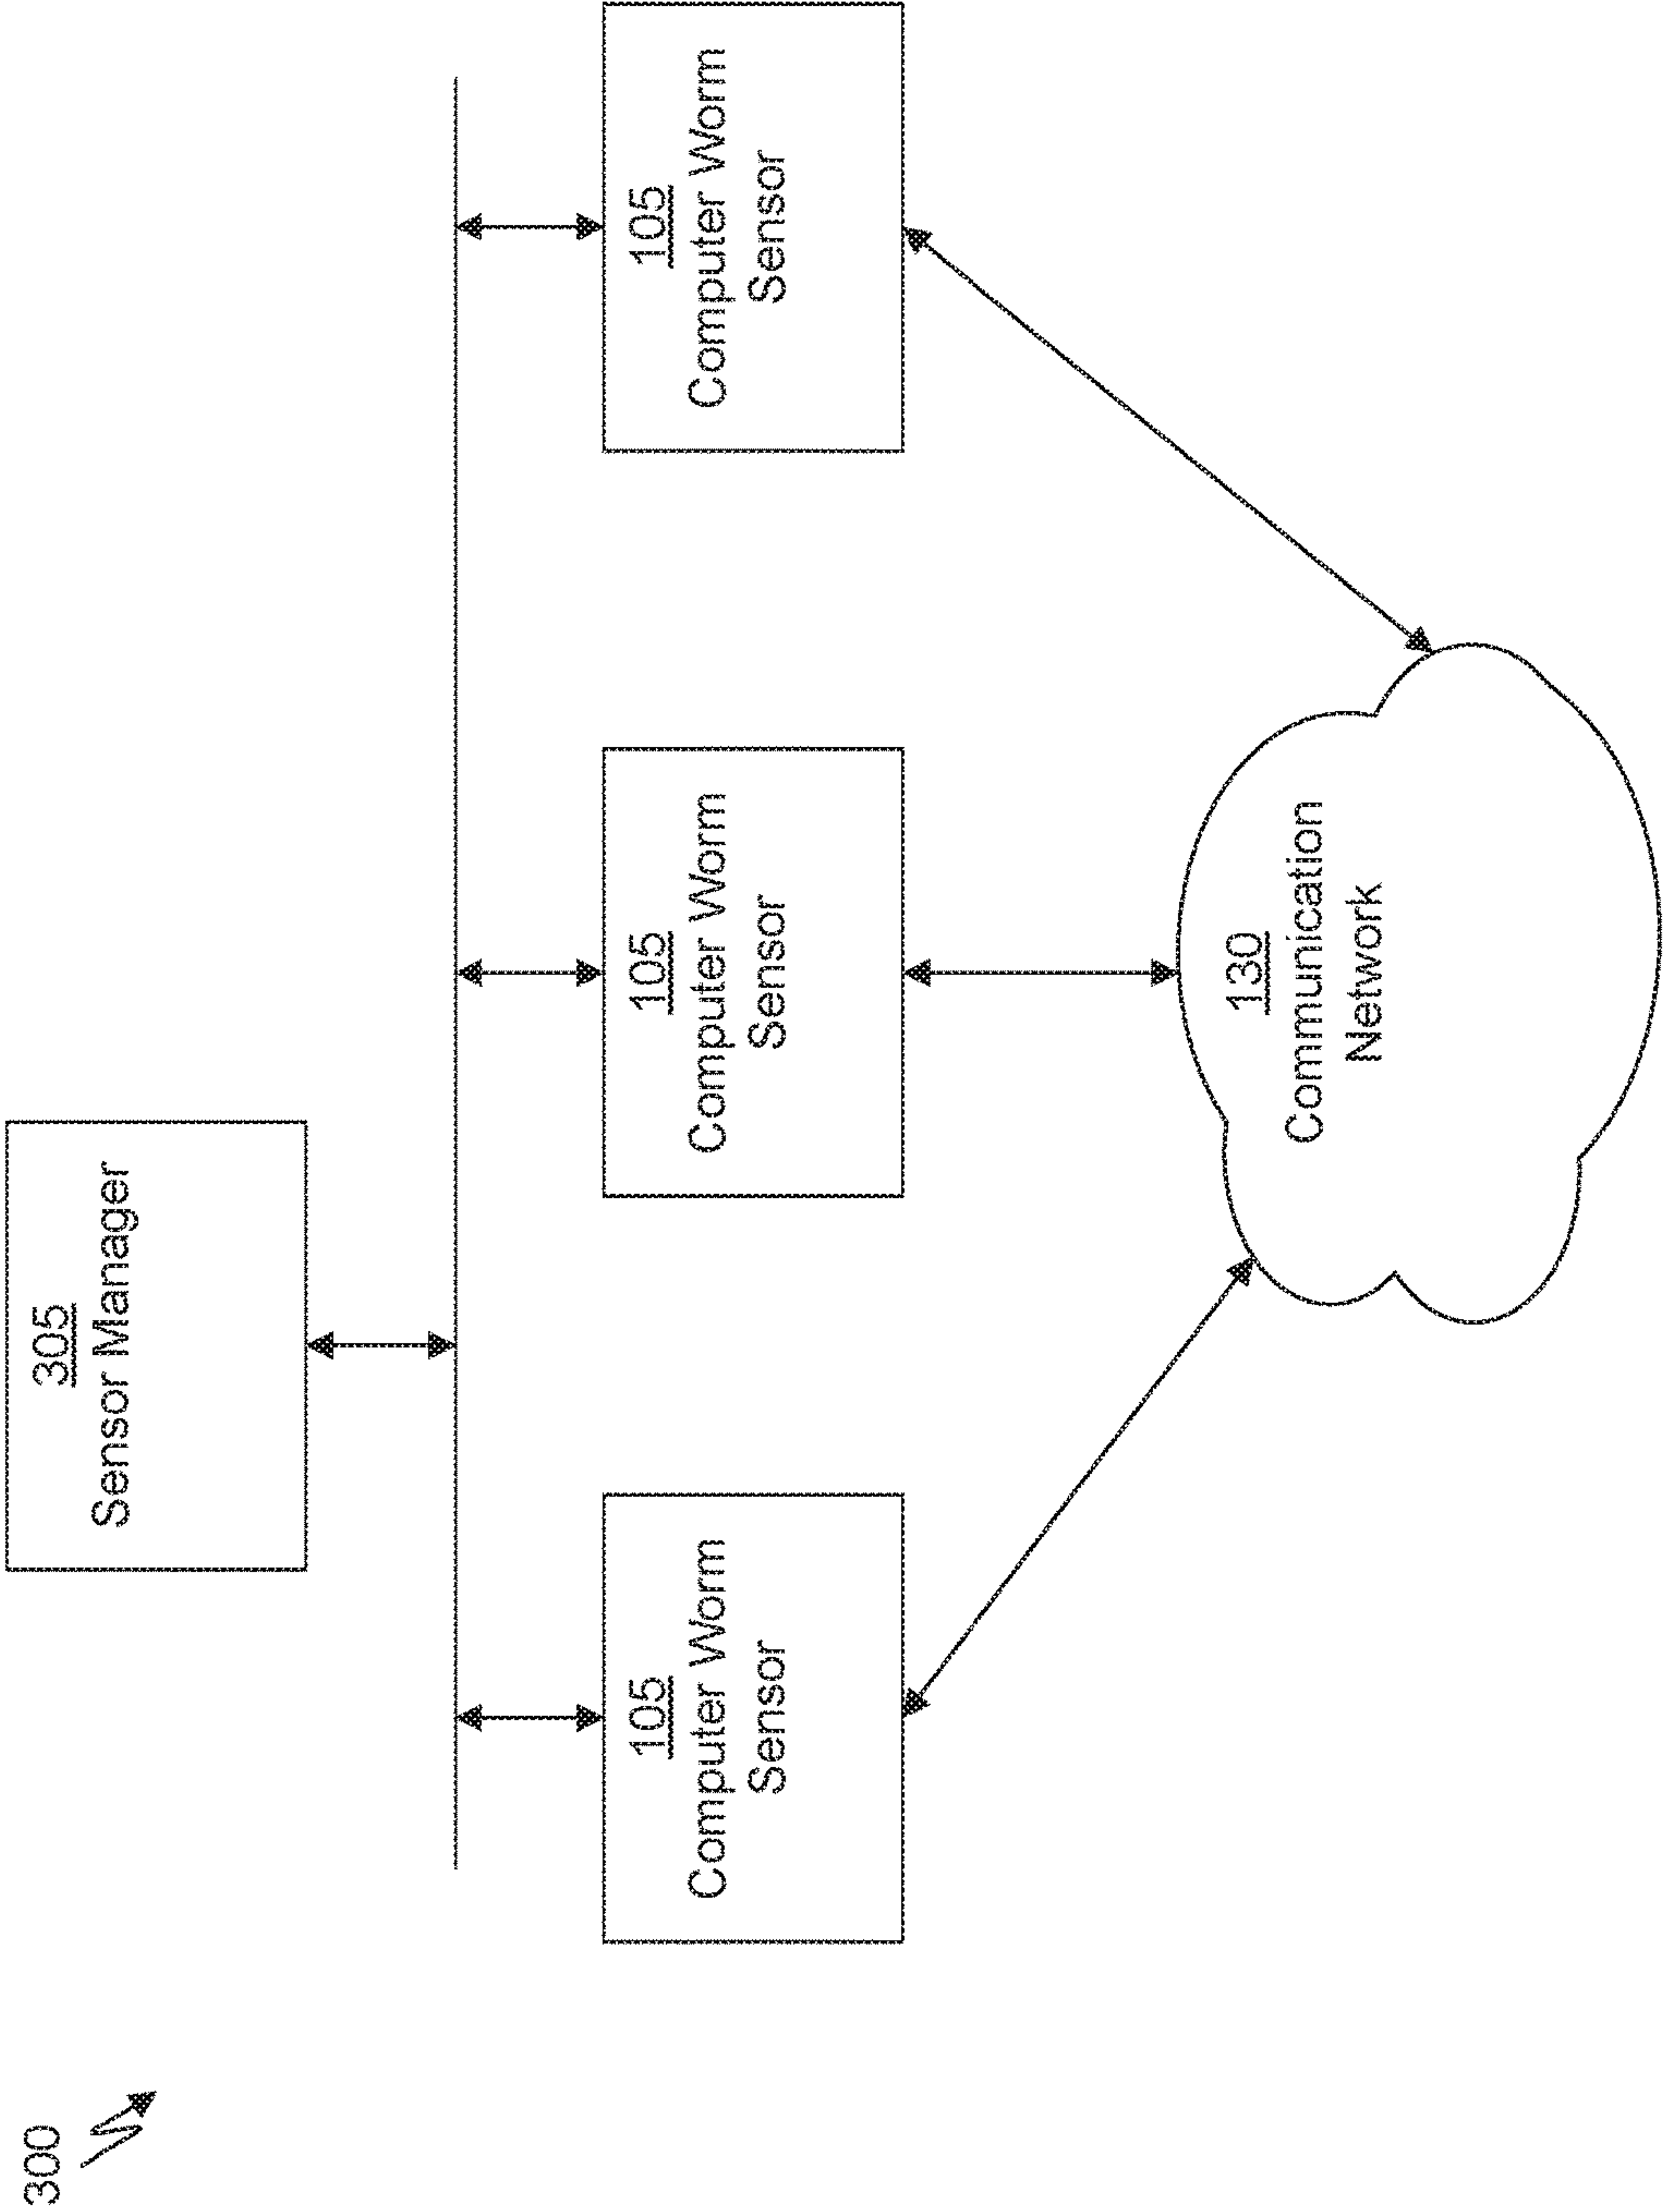 300
305
Sensor Manager
105
Computer Worm
Sensor
105
Computer Worm
Sensor
105
Computer Worm
Sensor
130
Communication
Network